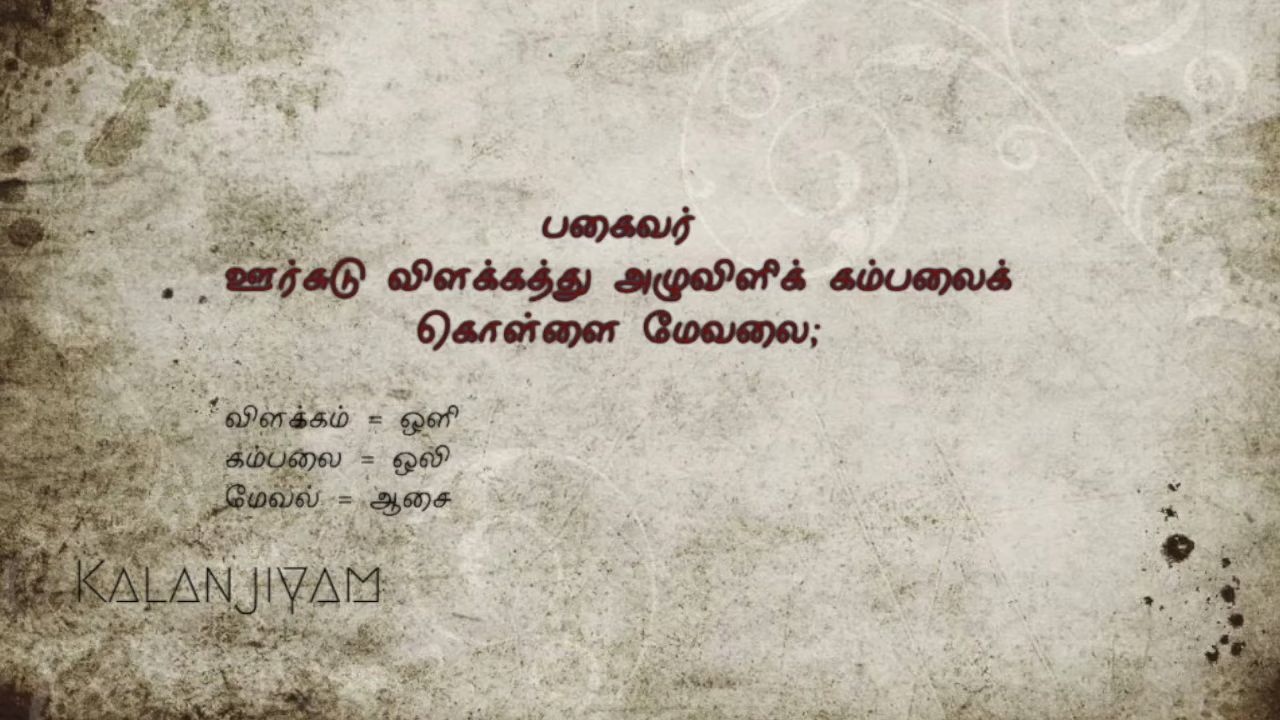 பகைவர்
ஊர்சுடு விளக்கத்து அழுவிளிக் கம்பலைக்
கொள்ளை மேவலை;
விளக்கம் = ஒளி
கம்பலை = ஒலி
மேவல் = ஆசை
KALANJIYAM